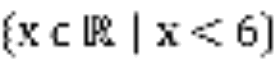 {x ⊂ ℝ | x < 6}